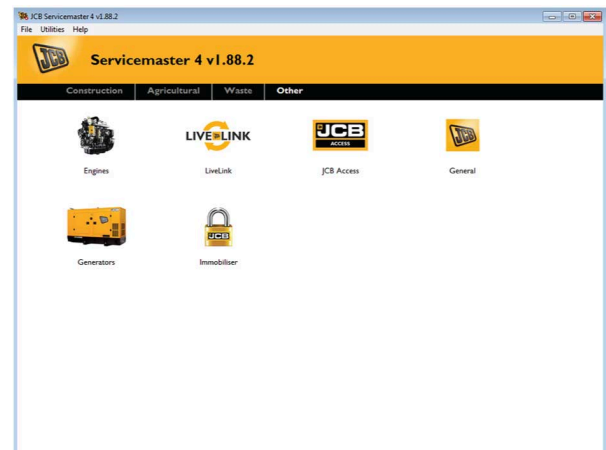 JCB Servicemaster 4 v1.88.2
File Utilities Help
JCB Servicemaster 4 v1.88.2
Construction Agricultural Waste Other
LIVE LINK JCB ACCESS JCB
Engines LiveLink JCB Access General
JCB
Generators Immobiliser